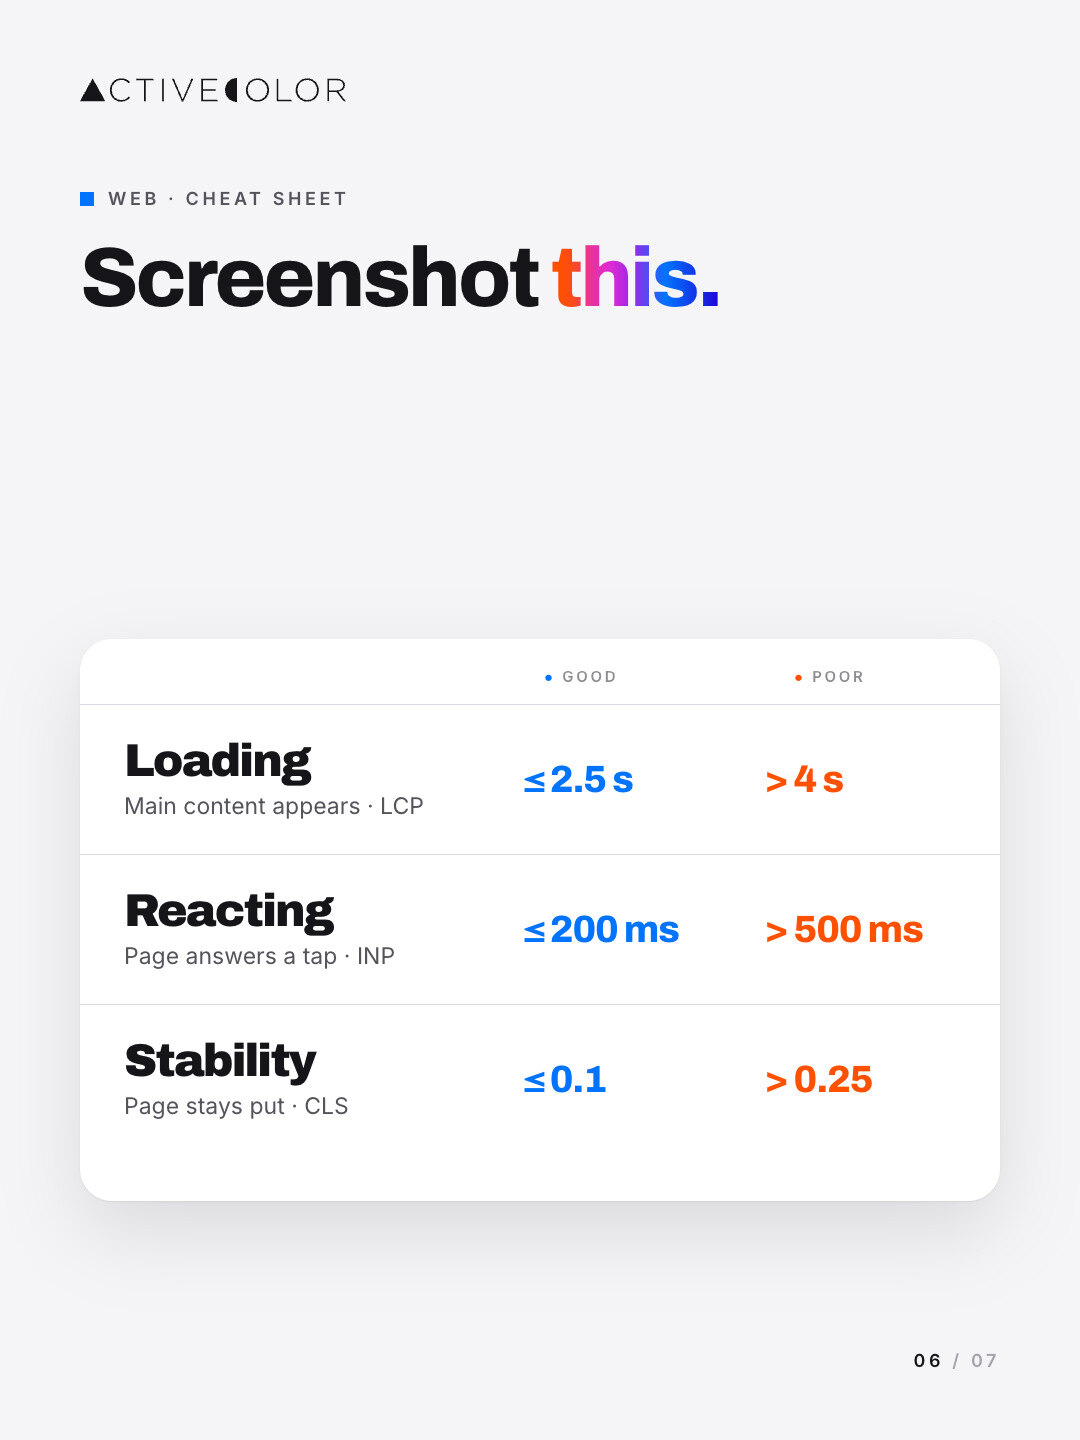 ACTIVECOLOR
WEB · CHEAT SHEET
Screenshot this.
• GOOD • POOR
Loading
Main content appears · LCP
≤ 2.5 s > 4 s
Reacting
Page answers a tap · INP
≤ 200 ms > 500 ms
Stability
Page stays put · CLS
≤ 0.1 > 0.25
06 / 07